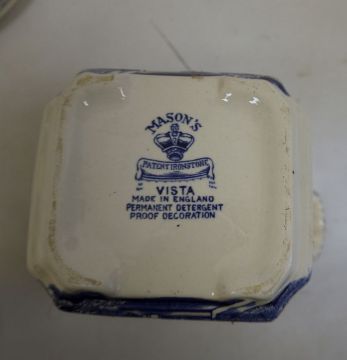 MASON'S
PATENT IRONSTONE
VISTA
MADE IN ENGLAND
PERMANENT DETERGENT
PROOF DECORATION